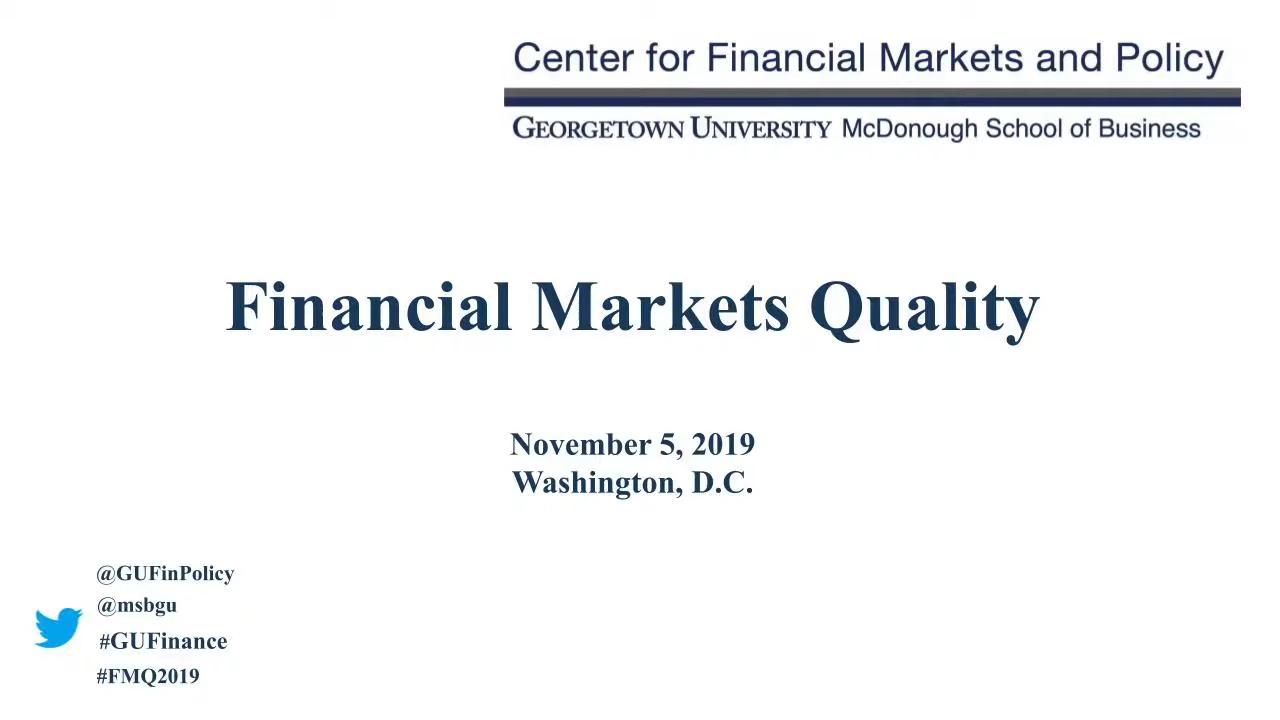 Center for Financial Markets and Policy
GEORGETOWN UNIVERSITY McDonough School of Business
Financial Markets Quality
November 5, 2019
Washington, D.C.
@GUFinPolicy
@msbgu
#GUFinance
#FMQ2019